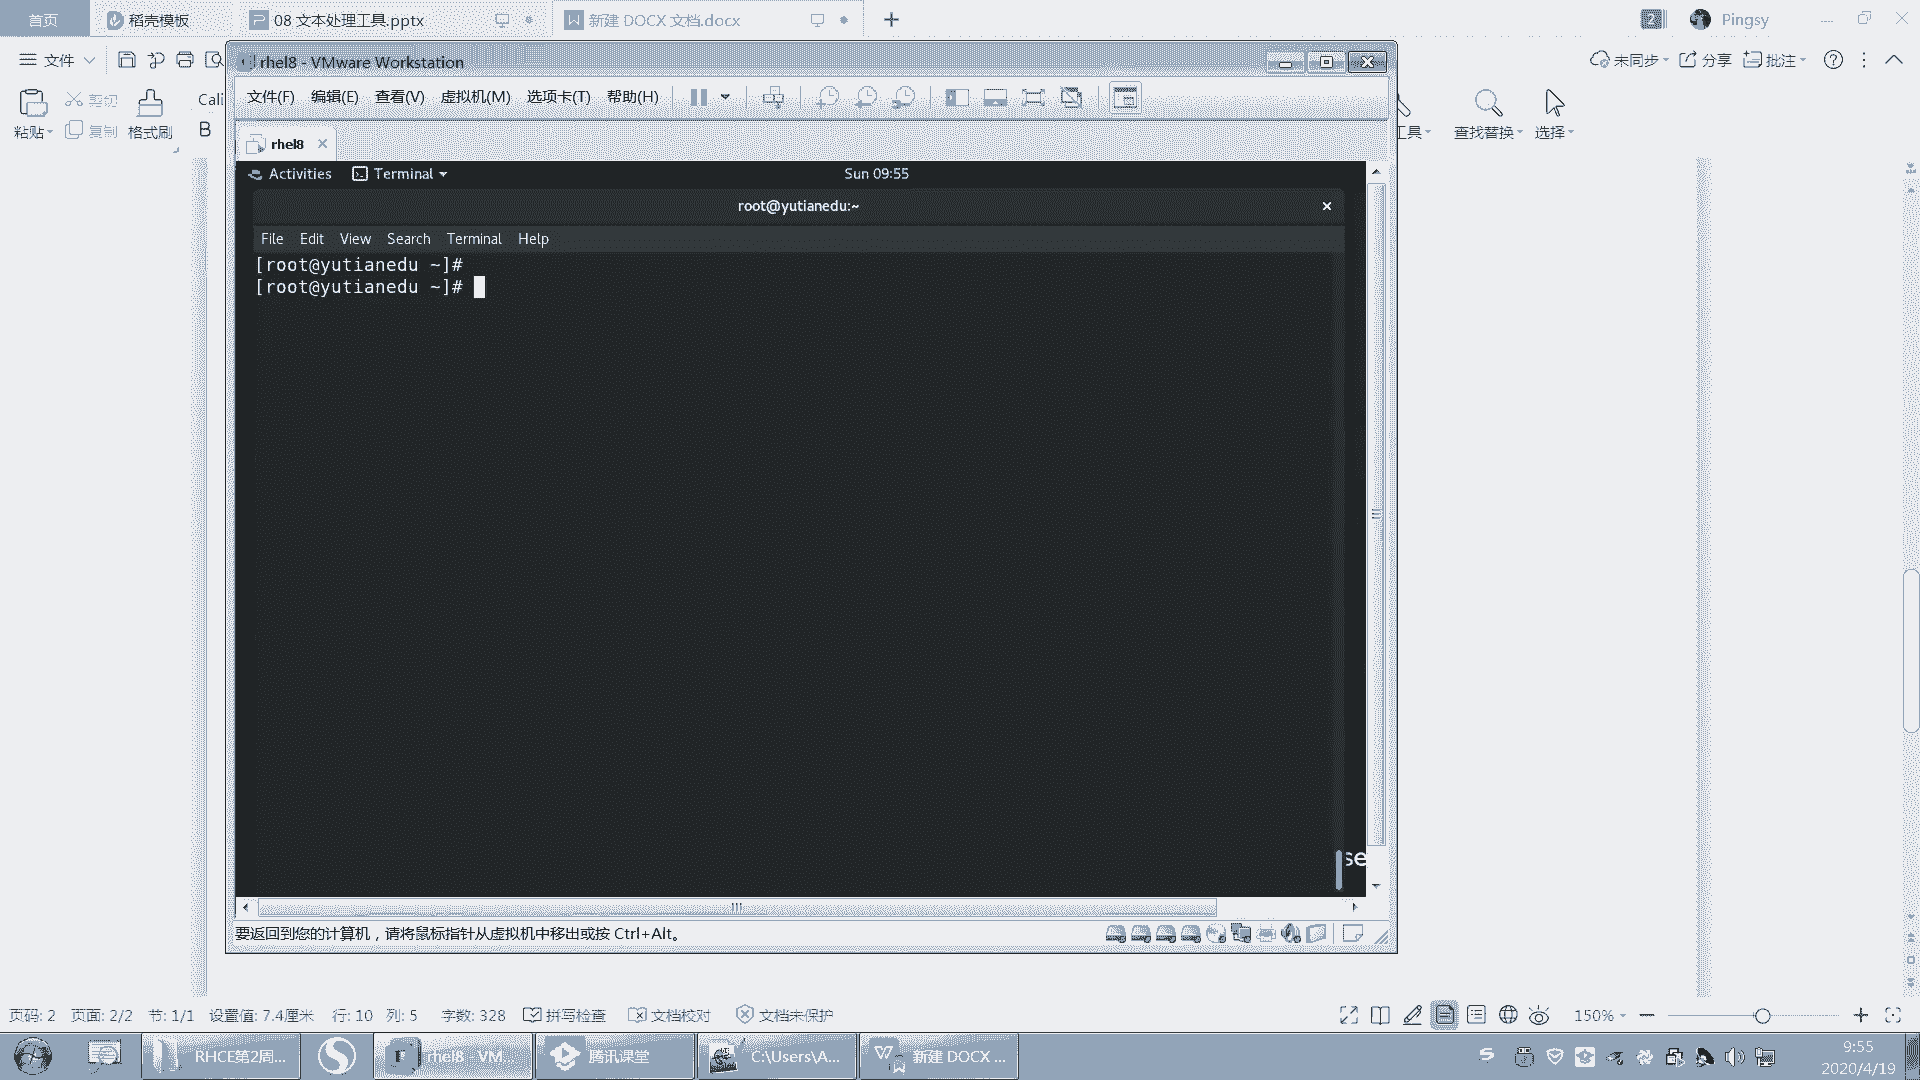 首页
稻壳模板
08 文本处理工具.pptx
新建 DOCX 文档.docx
2
Pingsy
文件
未同步
分享
批注
粘贴
剪切
复制
格式刷
Cali
B
工具
查找替换
选择
rhel8 - VMware Workstation
文件(F) 编辑(E) 查看(V) 虚拟机(M) 选项卡(T) 帮助(H)
rhel8
Activities
Terminal
Sun 09:55
root@yutianedu:~
File Edit View Search Terminal Help
[root@yutianedu ~]#
[root@yutianedu ~]#
se
要返回到您的计算机，请将鼠标指针从虚拟机中移出或按 Ctrl+Alt。
页码: 2 页面: 2/2 节: 1/1 设置值: 7.4厘米 行: 10 列: 5 字数: 328 拼写检查 文档校对 文档未保护
150%
RHCE第2周...
rhel8 - VM...
腾讯课堂
C:\Users\A...
新建 DOCX ...
9:55
2020/4/19